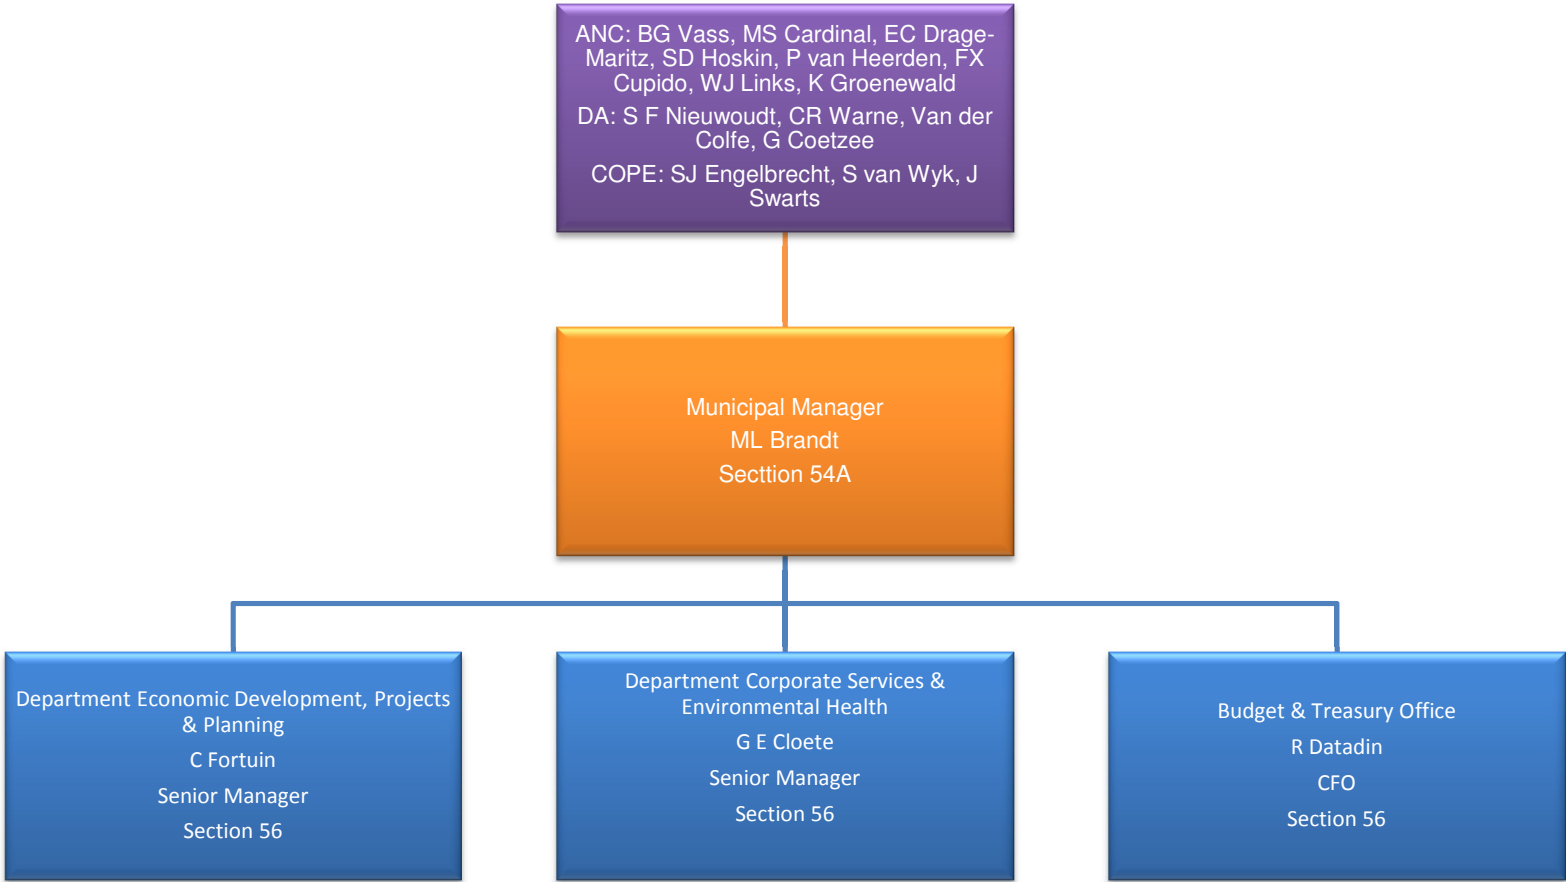 ANC: BG Vass, MS Cardinal, EC Drage-
Maritz, SD Hoskin, P van Heerden, FX
Cupido, WJ Links, K Groenewald
DA: S F Nieuwoudt, CR Warne, Van der
Colfe, G Coetzee
COPE: SJ Engelbrecht, S van Wyk, J
Swarts
Municipal Manager
ML Brandt
Secttion 54A
Department Economic Development, Projects
& Planning
C Fortuin
Senior Manager
Section 56
Department Corporate Services &
Environmental Health
G E Cloete
Senior Manager
Section 56
Budget & Treasury Office
R Datadin
CFO
Section 56